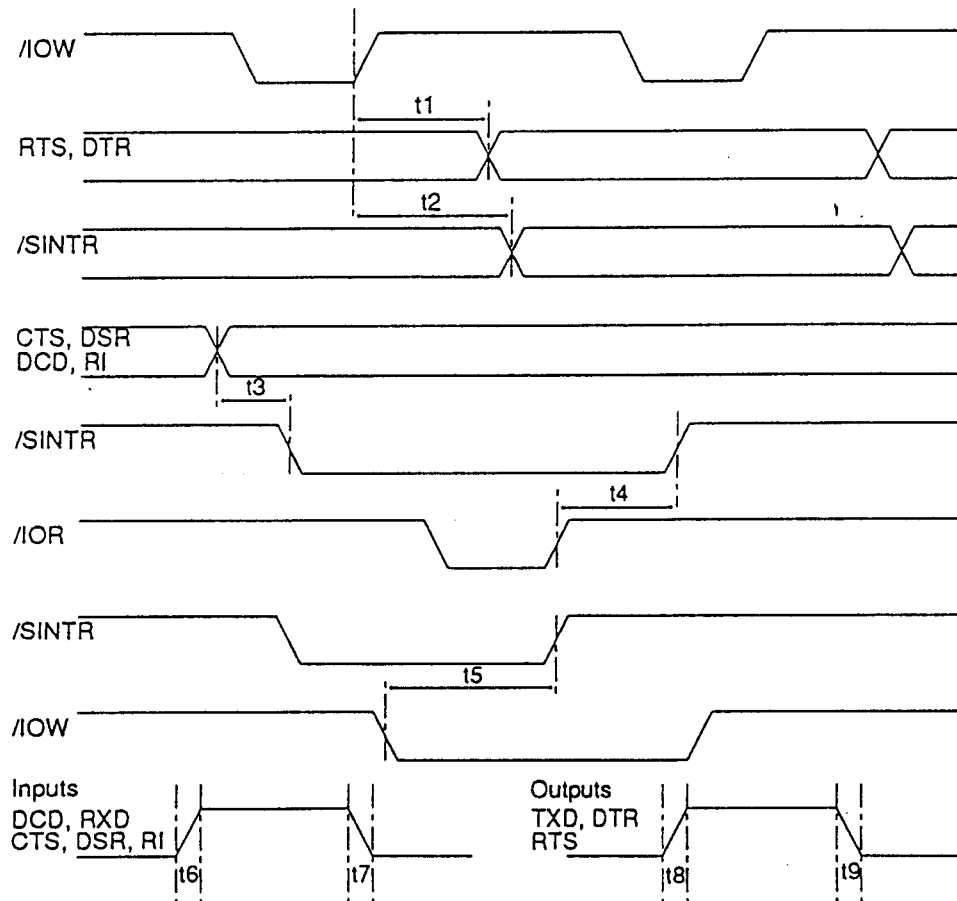 /IOW
t1
RTS, DTR
t2
/SINTR
CTS, DSR
DCD, RI
t3
/SINTR
t4
/IOR
/SINTR
t5
/IOW
Inputs
DCD, RXD
CTS, DSR, RI
t6
t7
Outputs
TXD, DTR
RTS
t8
t9